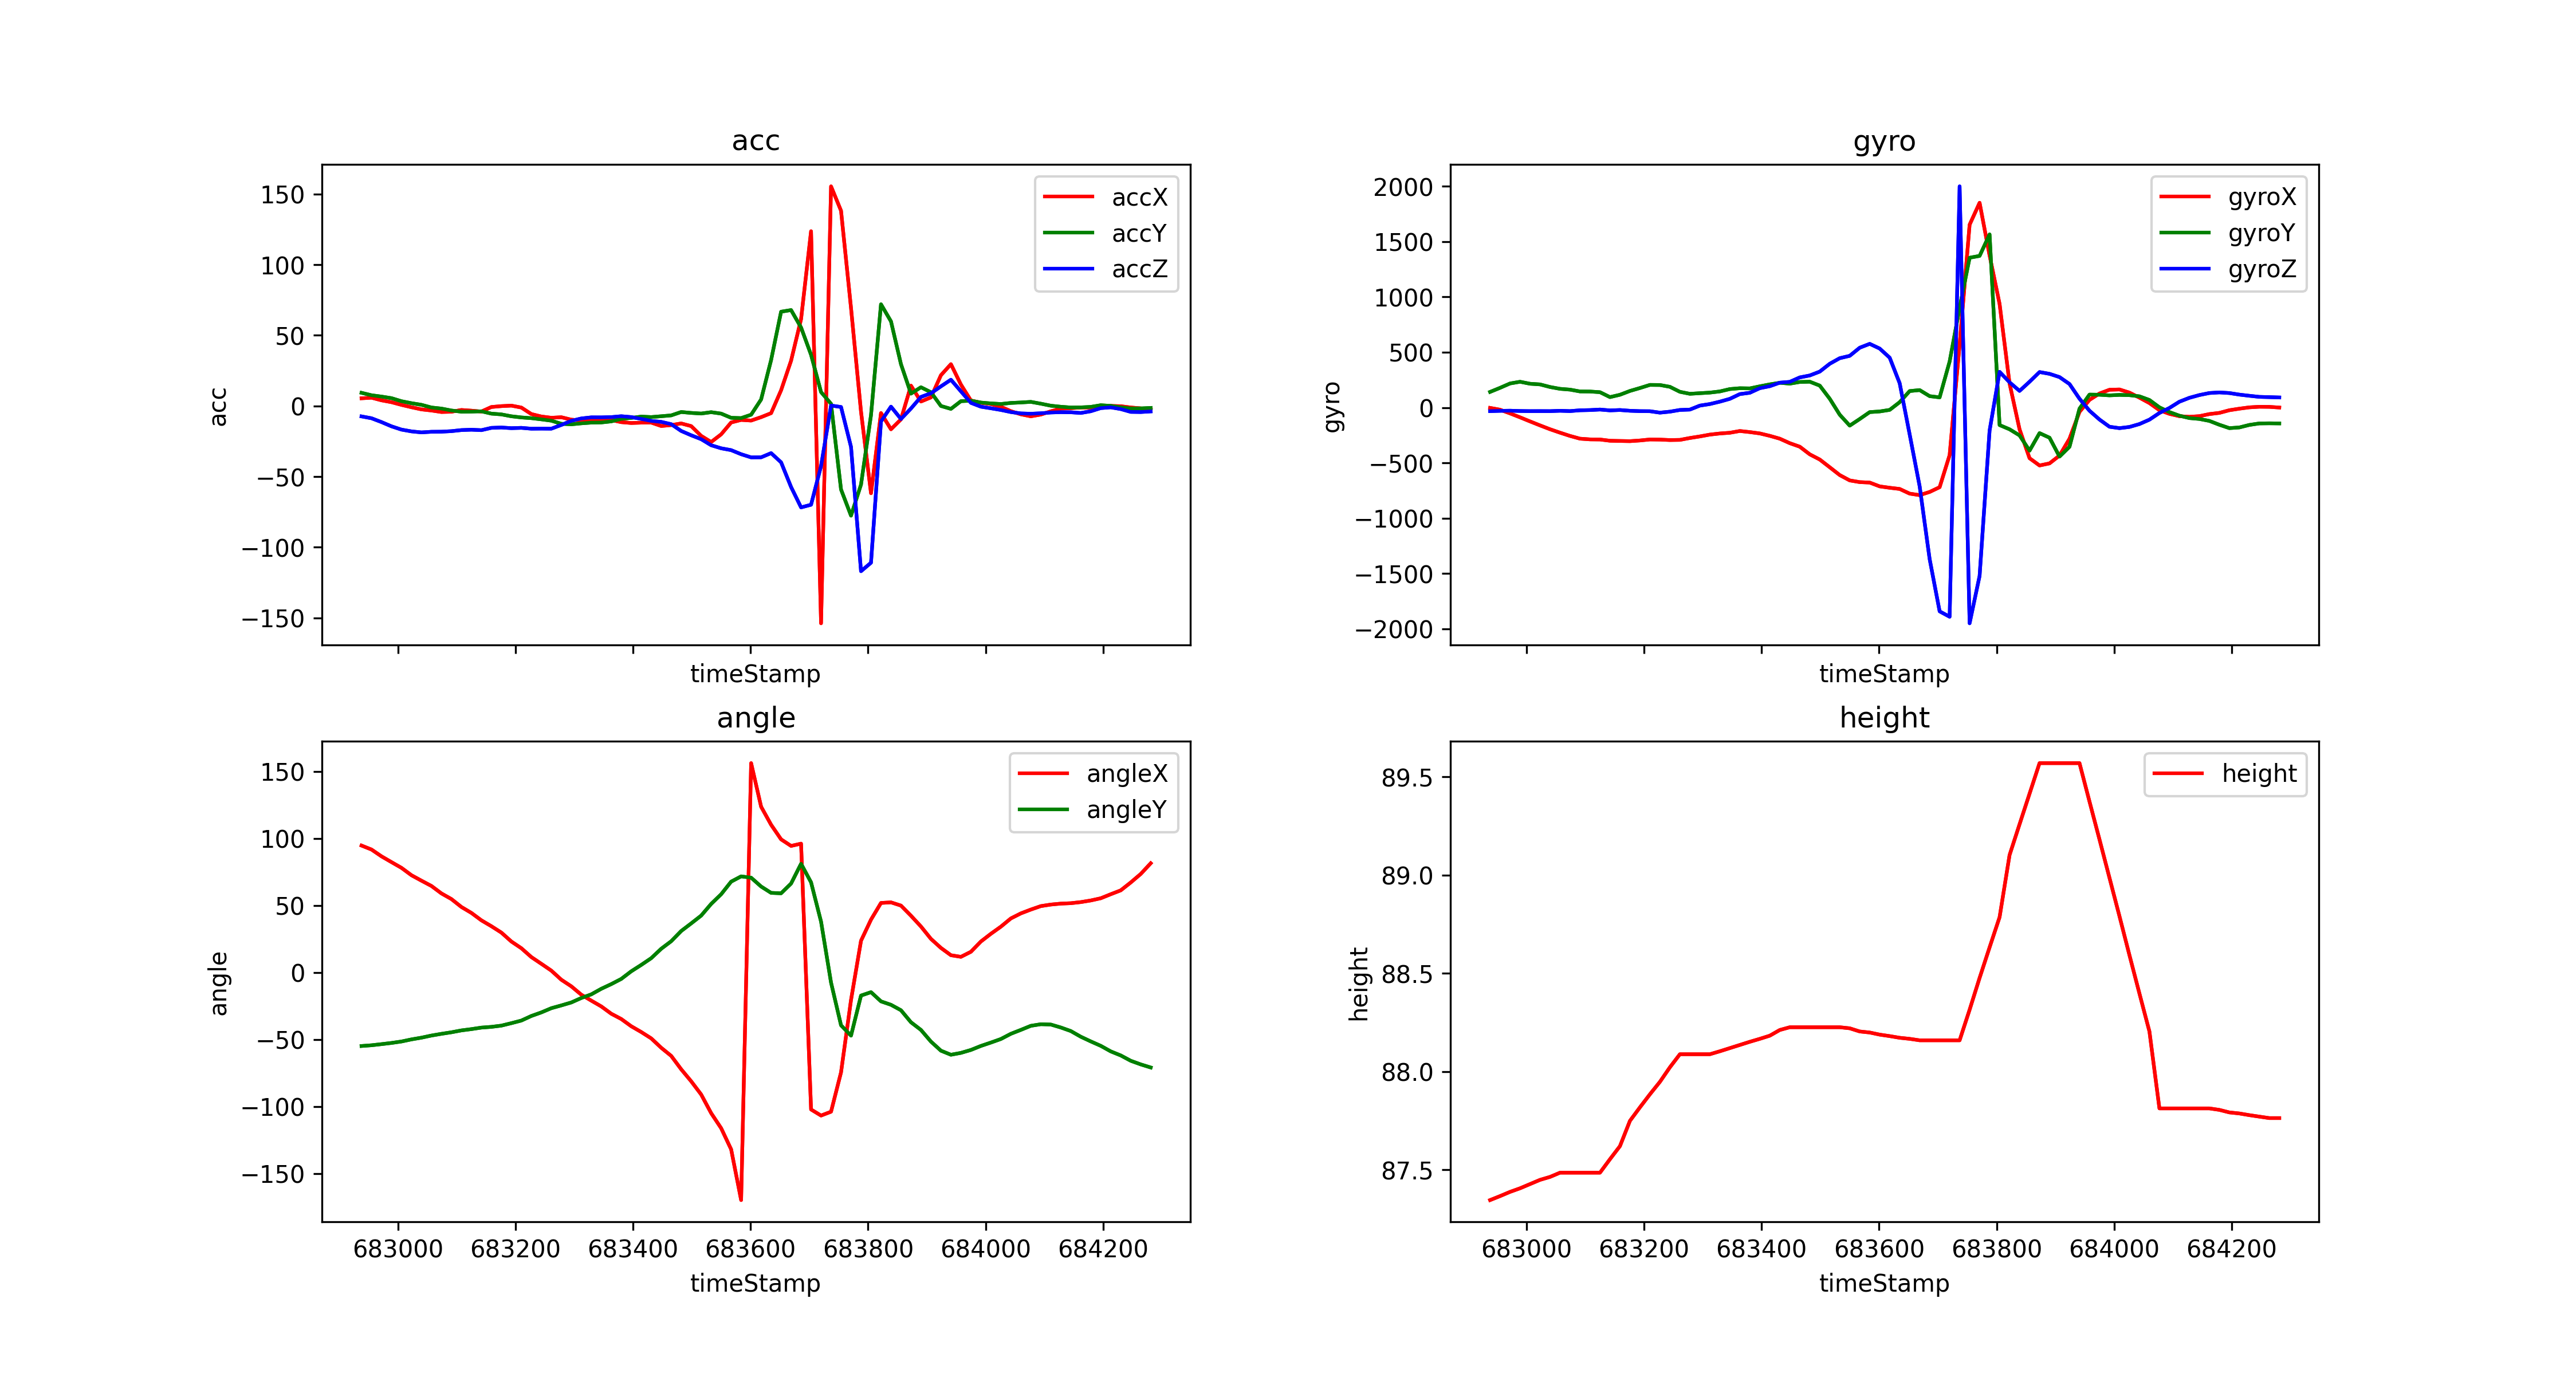 acc
150
100
50
0
−50
−100
−150
acc
timeStamp
accX
accY
accZ
gyro
2000
1500
1000
500
0
−500
−1000
−1500
−2000
gyro
timeStamp
gyroX
gyroY
gyroZ
angle
150
100
50
0
−50
−100
−150
angle
683000 683200 683400 683600 683800 684000 684200
timeStamp
angleX
angleY
height
89.5
89.0
88.5
88.0
87.5
height
683000 683200 683400 683600 683800 684000 684200
timeStamp
height